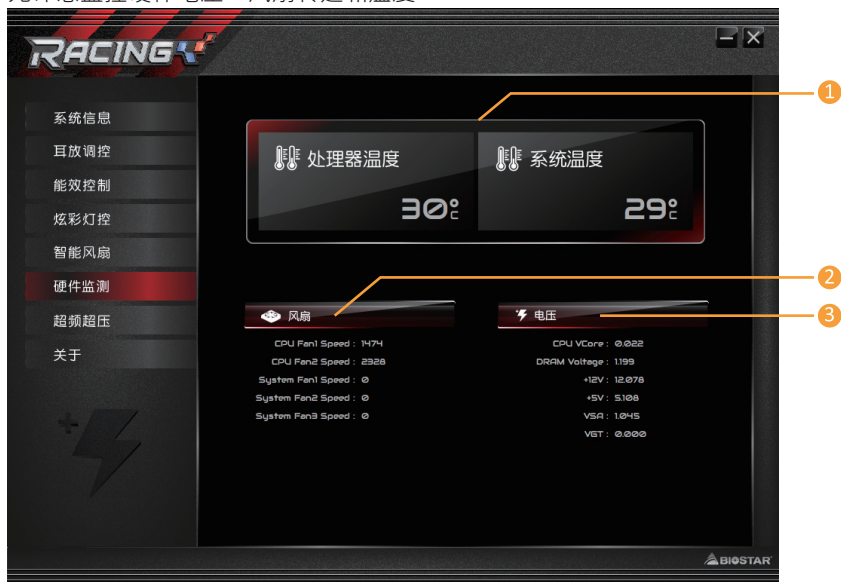 RACING
系统信息
耳放调控
能效控制
炫彩灯控
智能风扇
硬件监测
超频超压
关于
1
处理器温度
30°C
系统温度
29°C
2
3
风扇
CPU Fan1 Speed : 1474
CPU Fan2 Speed : 2328
System Fan1 Speed : 0
System Fan2 Speed : 0
System Fan3 Speed : 0
电压
CPU VCore : 0.022
DRAM Voltage : 1.199
+12V : 12.078
+5V : 5.108
VSA : 1.045
VGT : 0.000
BIOSTAR